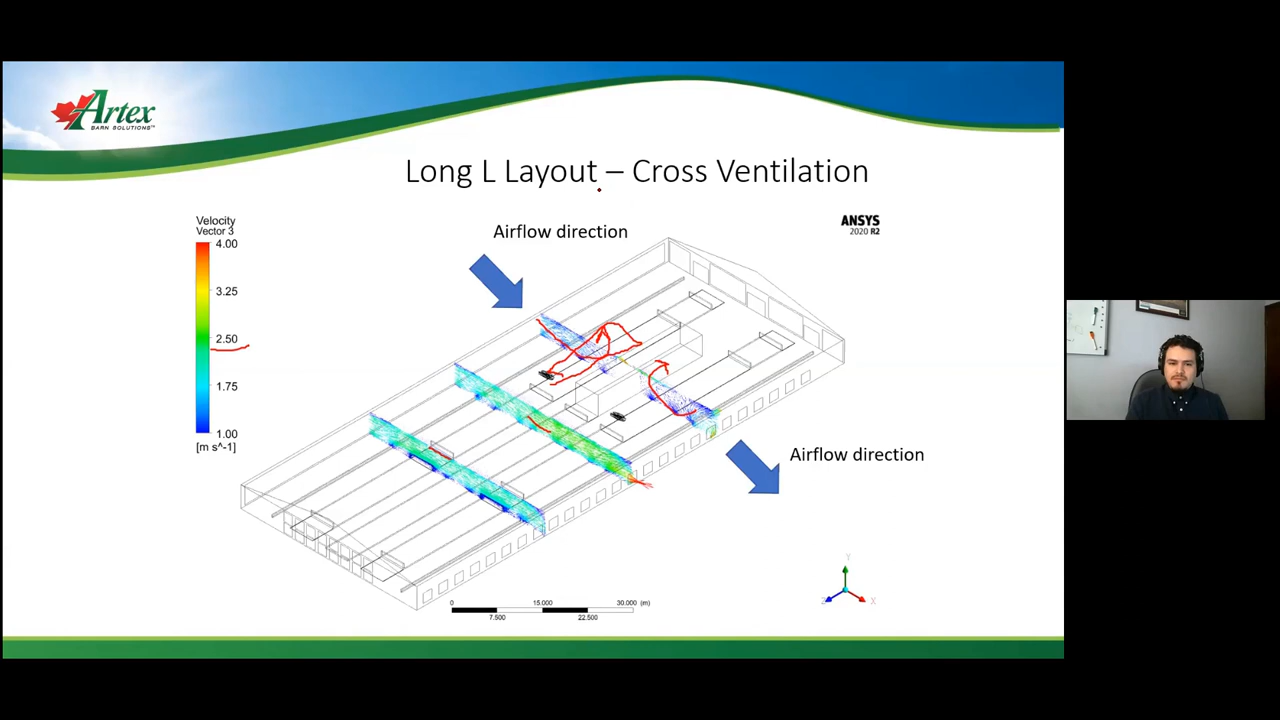 Artex
BARN SOLUTIONS™
Long L Layout – Cross Ventilation
Velocity
Vector 3
4.00
3.25
2.50
1.75
1.00
[m s^-1]
Airflow direction
ANSYS
2020 R2
Airflow direction
0
15.000
30.000
(m)
7.500
22.500
Y
Z
X